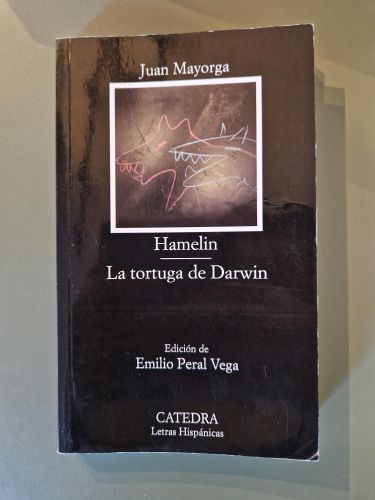 Juan Mayorga
Hamelin
La tortuga de Darwin
Edición de
Emilio Peral Vega
CATEDRA
Letras Hispánicas